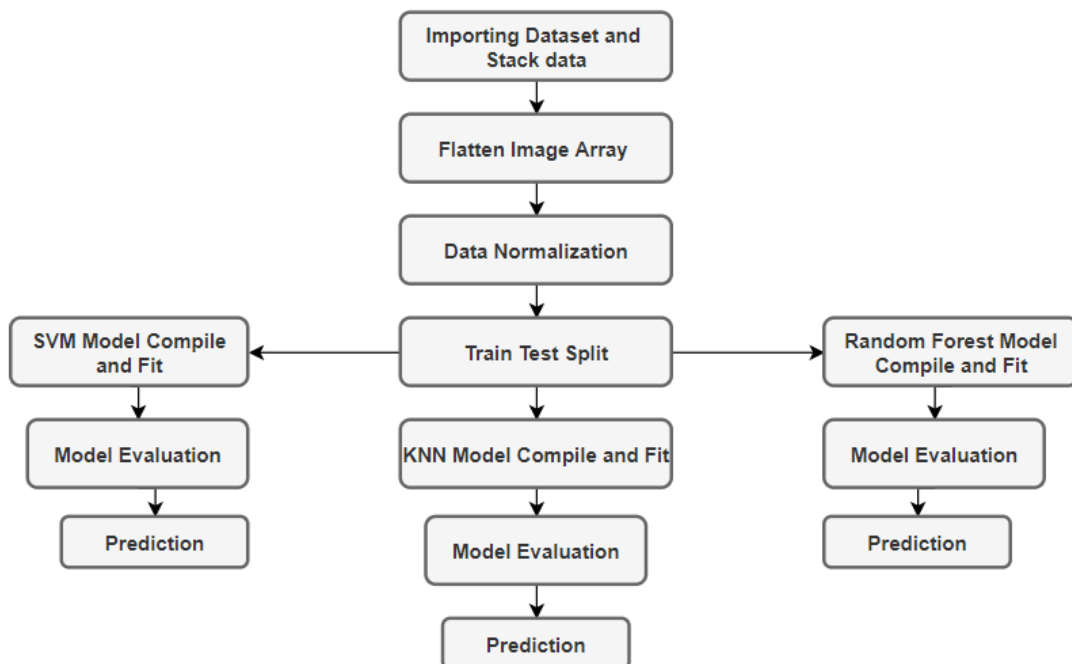 Importing Dataset and
Stack data
Flatten Image Array
Data Normalization
SVM Model Compile
and Fit
Train Test Split
Random Forest Model
Compile and Fit
Model Evaluation
KNN Model Compile and Fit
Model Evaluation
Prediction
Model Evaluation
Prediction
Prediction